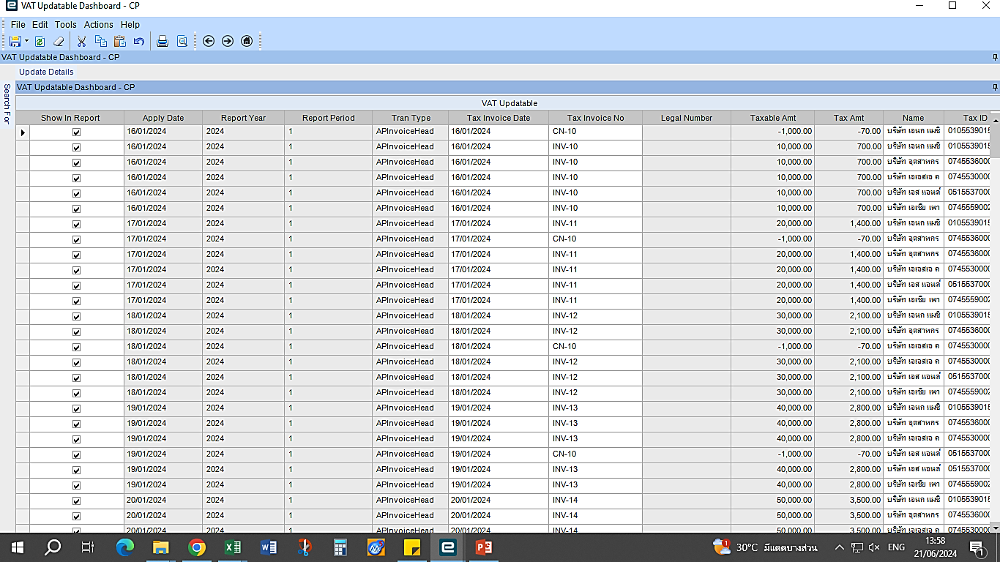 VAT Updatable Dashboard - CP
File Edit Tools Actions Help
VAT Updatable Dashboard - CP
Update Details
Search For
VAT Updatable Dashboard - CP
VAT Updatable
Show In Report Apply Date Report Year Report Period Tran Type Tax Invoice Date Tax Invoice No Legal Number Taxable Amt Tax Amt Name Tax ID
16/01/2024 2024 1 APInvoiceHead 16/01/2024 CN-10 -1,000.00 -70.00 บริษัท เจนก แมชี 0105539015
16/01/2024 2024 1 APInvoiceHead 16/01/2024 INV-10 10,000.00 700.00 บริษัท เจนก แมชี 0105539015
16/01/2024 2024 1 APInvoiceHead 16/01/2024 INV-10 10,000.00 700.00 บริษัท อุตสาหกร 0745536000
16/01/2024 2024 1 APInvoiceHead 16/01/2024 INV-10 10,000.00 700.00 บริษัท เอเอสเอ ค 0745530000
16/01/2024 2024 1 APInvoiceHead 16/01/2024 INV-10 10,000.00 700.00 บริษัท เอส แอนด์ 0515537000
16/01/2024 2024 1 APInvoiceHead 16/01/2024 INV-10 10,000.00 700.00 บริษัท เอเชีย เพา 0745559002
17/01/2024 2024 1 APInvoiceHead 17/01/2024 INV-11 20,000.00 1,400.00 บริษัท เจนก แมชี 0105539015
17/01/2024 2024 1 APInvoiceHead 17/01/2024 CN-10 -1,000.00 -70.00 บริษัท อุตสาหกร 0745536000
17/01/2024 2024 1 APInvoiceHead 17/01/2024 INV-11 20,000.00 1,400.00 บริษัท อุตสาหกร 0745536000
17/01/2024 2024 1 APInvoiceHead 17/01/2024 INV-11 20,000.00 1,400.00 บริษัท เอเอสเอ ค 0745530000
17/01/2024 2024 1 APInvoiceHead 17/01/2024 INV-11 20,000.00 1,400.00 บริษัท เอส แอนด์ 0515537000
17/01/2024 2024 1 APInvoiceHead 17/01/2024 INV-11 20,000.00 1,400.00 บริษัท เอเชีย เพา 0745559002
18/01/2024 2024 1 APInvoiceHead 18/01/2024 INV-12 30,000.00 2,100.00 บริษัท เจนก แมชี 0105539015
18/01/2024 2024 1 APInvoiceHead 18/01/2024 INV-12 30,000.00 2,100.00 บริษัท อุตสาหกร 0745536000
18/01/2024 2024 1 APInvoiceHead 18/01/2024 CN-10 -1,000.00 -70.00 บริษัท เอเอสเอ ค 0745530000
18/01/2024 2024 1 APInvoiceHead 18/01/2024 INV-12 30,000.00 2,100.00 บริษัท เอเอสเอ ค 0745530000
18/01/2024 2024 1 APInvoiceHead 18/01/2024 INV-12 30,000.00 2,100.00 บริษัท เอส แอนด์ 0515537000
18/01/2024 2024 1 APInvoiceHead 18/01/2024 INV-12 30,000.00 2,100.00 บริษัท เอเชีย เพา 0745559002
19/01/2024 2024 1 APInvoiceHead 19/01/2024 INV-13 40,000.00 2,800.00 บริษัท เจนก แมชี 0105539015
19/01/2024 2024 1 APInvoiceHead 19/01/2024 INV-13 40,000.00 2,800.00 บริษัท อุตสาหกร 0745536000
19/01/2024 2024 1 APInvoiceHead 19/01/2024 INV-13 40,000.00 2,800.00 บริษัท เอเอสเอ ค 0745530000
19/01/2024 2024 1 APInvoiceHead 19/01/2024 CN-10 -1,000.00 -70.00 บริษัท เอส แอนด์ 0515537000
19/01/2024 2024 1 APInvoiceHead 19/01/2024 INV-13 40,000.00 2,800.00 บริษัท เอส แอนด์ 0515537000
19/01/2024 2024 1 APInvoiceHead 19/01/2024 INV-13 40,000.00 2,800.00 บริษัท เอเชีย เพา 0745559002
20/01/2024 2024 1 APInvoiceHead 20/01/2024 INV-14 50,000.00 3,500.00 บริษัท เจนก แมชี 0105539015
20/01/2024 2024 1 APInvoiceHead 20/01/2024 INV-14 50,000.00 3,500.00 บริษัท อุตสาหกร 0745536000
20/01/2024 2024 1 APInvoiceHead 20/01/2024 INV-14 50,000.00 3,500.00 บริษัท เอเอสเอ ค 0745530000
30°C มีแดดบางส่วน ENG 13:58
21/06/2024